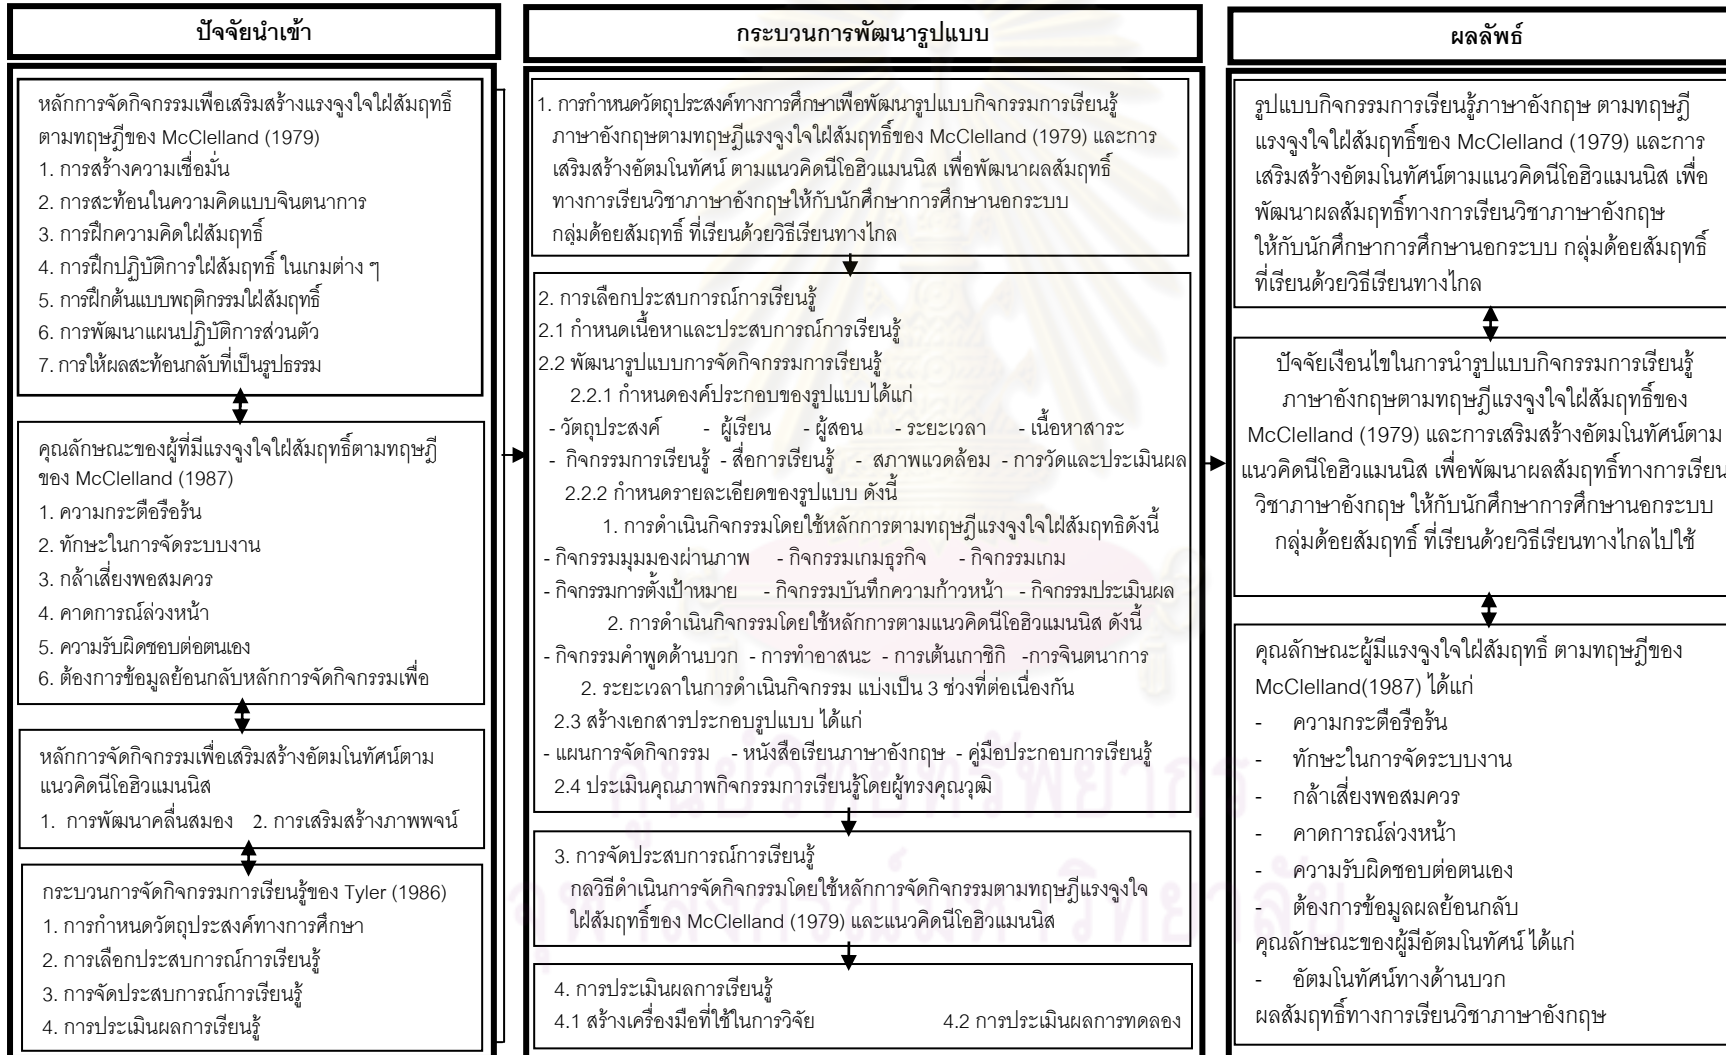 ปัจจัยนำเข้า
หลักการจัดกิจกรรมเพื่อเสริมสร้างแรงจูงใจใฝ่สัมฤทธิ์
ตามทฤษฎีของ McClelland (1979)
1. การสร้างความเชื่อมั่น
2. การสะท้อนในความคิดแบบจินตนาการ
3. การฝึกความคิดใฝ่สัมฤทธิ์
4. การฝึกปฏิบัติการใฝ่สัมฤทธิ์ ในเกมต่าง ๆ
5. การฝึกต้นแบบพฤติกรรมใฝ่สัมฤทธิ์
6. การพัฒนาแผนปฏิบัติการส่วนตัว
7. การให้ผลสะท้อนกลับที่เป็นรูปธรรม
คุณลักษณะของผู้ที่มีแรงจูงใจใฝ่สัมฤทธิ์ตามทฤษฎี
ของ McClelland (1987)
1. ความกระตือรือร้น
2. ทักษะในการจัดระบบงาน
3. กล้าเสี่ยงพอสมควร
4. คาดการณ์ล่วงหน้า
5. ความรับผิดชอบต่อตนเอง
6. ต้องการข้อมูลย้อนกลับหลักการจัดกิจกรรมเพื่อ
หลักการจัดกิจกรรมเพื่อเสริมสร้างอัตมโนทัศน์ตาม
แนวคิดนีโอฮิวแมนนิส
1. การพัฒนาคลื่นสมอง 2. การเสริมสร้างภาพพจน์
กระบวนการจัดกิจกรรมการเรียนรู้ของ Tyler (1986)
1. การกำหนดวัตถุประสงค์ทางการศึกษา
2. การเลือกประสบการณ์การเรียนรู้
3. การจัดประสบการณ์การเรียนรู้
4. การประเมินผลการเรียนรู้
กระบวนการพัฒนารูปแบบ
1. การกำหนดวัตถุประสงค์ทางการศึกษาเพื่อพัฒนารูปแบบกิจกรรมการเรียนรู้
ภาษาอังกฤษตามทฤษฎีแรงจูงใจใฝ่สัมฤทธิ์ของ McClelland (1979) และการ
เสริมสร้างอัตมโนทัศน์ ตามแนวคิดนีโอฮิวแมนนิส เพื่อพัฒนาผลสัมฤทธิ์
ทางการเรียนวิชาภาษาอังกฤษให้กับนักศึกษาการศึกษานอกระบบ
กลุ่มด้อยสัมฤทธิ์ ที่เรียนด้วยวิธีเรียนทางไกล
2. การเลือกประสบการณ์การเรียนรู้
2.1 กำหนดเนื้อหาและประสบการณ์การเรียนรู้
2.2 พัฒนารูปแบบการจัดกิจกรรมการเรียนรู้
2.2.1 กำหนดองค์ประกอบของรูปแบบได้แก่
- วัตถุประสงค์ - ผู้เรียน - ผู้สอน - ระยะเวลา - เนื้อหาสาระ
- กิจกรรมการเรียนรู้ - สื่อการเรียนรู้ - สภาพแวดล้อม - การวัดและประเมินผล
2.2.2 กำหนดรายละเอียดของรูปแบบ ดังนี้
1. การดำเนินกิจกรรมโดยใช้หลักการตามทฤษฎีแรงจูงใจใฝ่สัมฤทธิดังนี้
- กิจกรรมมุมมองผ่านภาพ - กิจกรรมเกมธุรกิจ - กิจกรรมเกม
- กิจกรรมการตั้งเป้าหมาย - กิจกรรมบันทึกความก้าวหน้า - กิจกรรมประเมินผล
2. การดำเนินกิจกรรมโดยใช้หลักการตามแนวคิดนีโอฮิวแมนนิส ดังนี้
- กิจกรรมคำพูดด้านบวก - การทำอาสนะ - การเต้นเกาชิกิ -การจินตนาการ
2. ระยะเวลาในการดำเนินกิจกรรม แบ่งเป็น 3 ช่วงที่ต่อเนื่องกัน
2.3 สร้างเอกสารประกอบรูปแบบ ได้แก่
- แผนการจัดกิจกรรม - หนังสือเรียนภาษาอังกฤษ - คู่มือประกอบการเรียนรู้
2.4 ประเมินคุณภาพกิจกรรมการเรียนรู้โดยผู้ทรงคุณวุฒิ
3. การจัดประสบการณ์การเรียนรู้
กลวิธีดำเนินการจัดกิจกรรมโดยใช้หลักการจัดกิจกรรมตามทฤษฎีแรงจูงใจ
ใฝ่สัมฤทธิ์ของ McClelland (1979) และแนวคิดนีโอฮิวแมนนิส
4. การประเมินผลการเรียนรู้
4.1 สร้างเครื่องมือที่ใช้ในการวิจัย 4.2 การประเมินผลการทดลอง
ผลลัพธ์
รูปแบบกิจกรรมการเรียนรู้ภาษาอังกฤษ ตามทฤษฎี
แรงจูงใจใฝ่สัมฤทธิ์ของ McClelland (1979) และการ
เสริมสร้างอัตมโนทัศน์ตามแนวคิดนีโอฮิวแมนนิส เพื่อ
พัฒนาผลสัมฤทธิ์ทางการเรียนวิชาภาษาอังกฤษ
ให้กับนักศึกษาการศึกษานอกระบบ กลุ่มด้อยสัมฤทธิ์
ที่เรียนด้วยวิธีเรียนทางไกล
ปัจจัยเงื่อนไขในการนำรูปแบบกิจกรรมการเรียนรู้
ภาษาอังกฤษตามทฤษฎีแรงจูงใจใฝ่สัมฤทธิ์ของ
McClelland (1979) และการเสริมสร้างอัตมโนทัศน์ตาม
แนวคิดนีโอฮิวแมนนิส เพื่อพัฒนาผลสัมฤทธิ์ทางการเรียน
วิชาภาษาอังกฤษ ให้กับนักศึกษาการศึกษานอกระบบ
กลุ่มด้อยสัมฤทธิ์ ที่เรียนด้วยวิธีเรียนทางไกลไปใช้
คุณลักษณะผู้มีแรงจูงใจใฝ่สัมฤทธิ์ ตามทฤษฎีของ
McClelland(1987) ได้แก่
- ความกระตือรือร้น
- ทักษะในการจัดระบบงาน
- กล้าเสี่ยงพอสมควร
- คาดการณ์ล่วงหน้า
- ความรับผิดชอบต่อตนเอง
- ต้องการข้อมูลผลย้อนกลับ
คุณลักษณะของผู้มีอัตมโนทัศน์ ได้แก่
- อัตมโนทัศน์ทางด้านบวก
ผลสัมฤทธิ์ทางการเรียนวิชาภาษาอังกฤษ
ศูนย์วิทยทรัพยากร
จุฬาลงกรณ์มหาวิทยาลัย